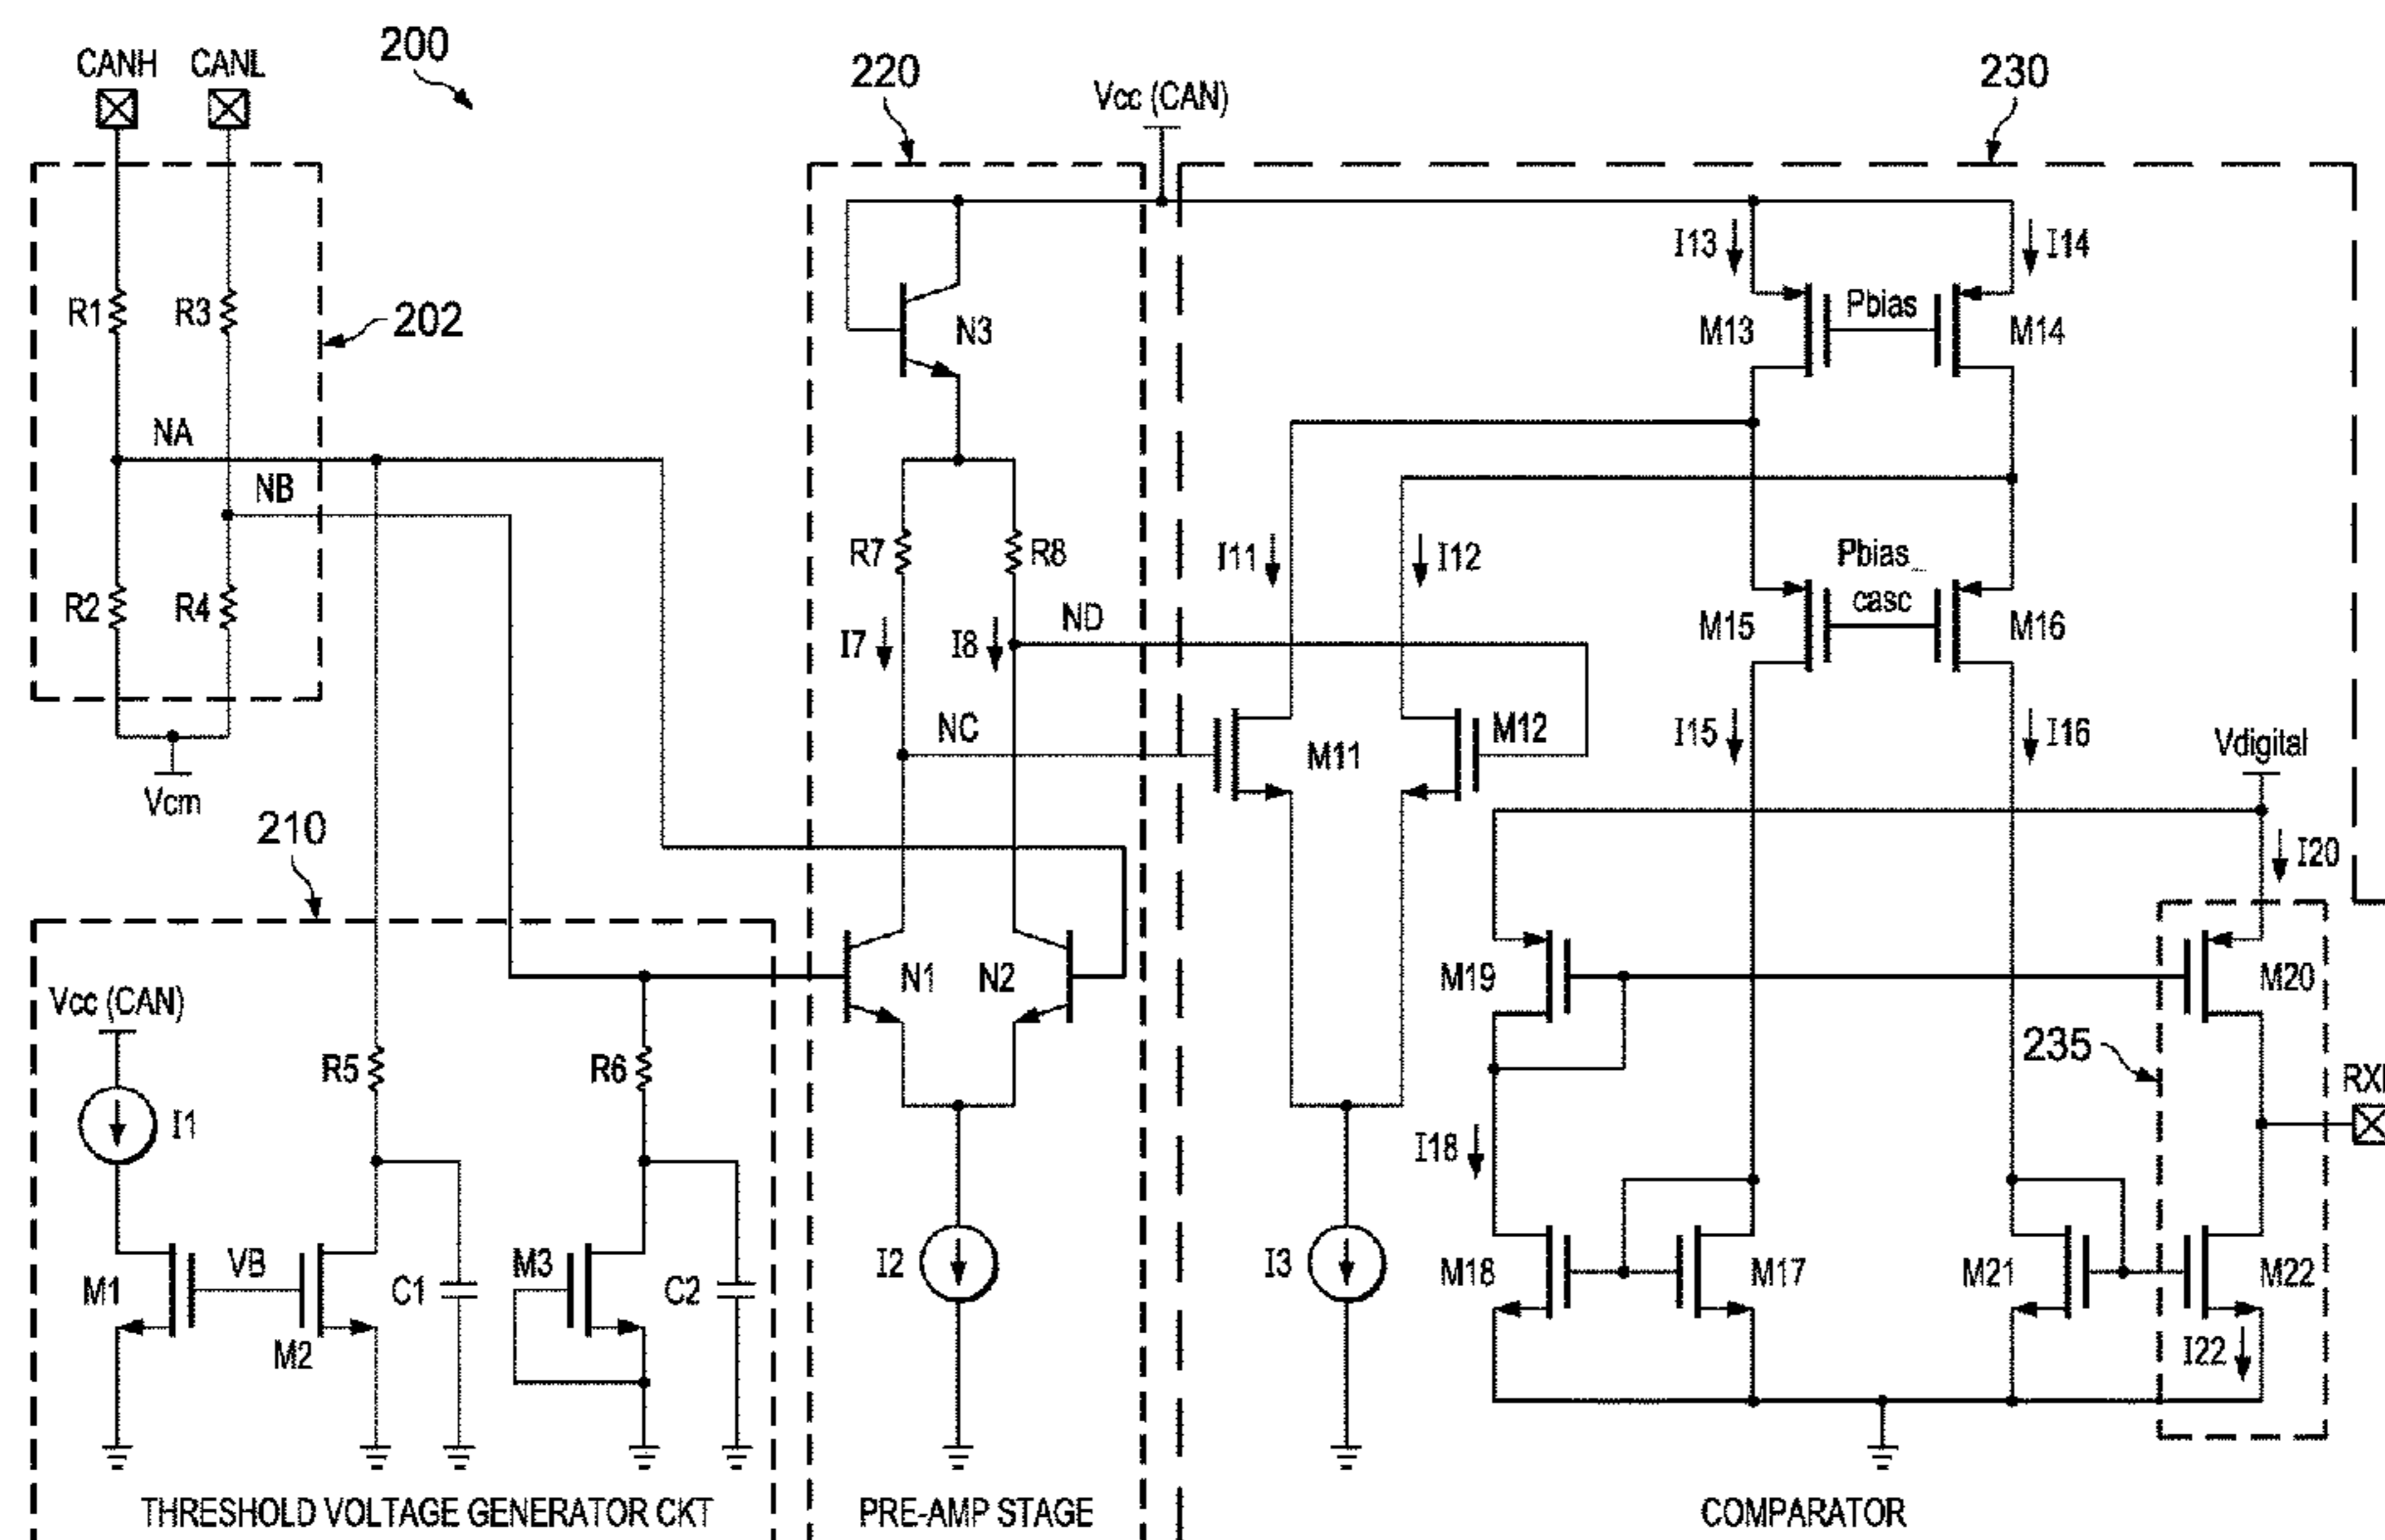 200
CANH
CANL
220
Vcc (CAN)
230
I13
I14
R1
R3
202
N3
M13
Pbias
M14
NA
NB
R7
R8
I11
I12
Pbias_
casc
M15
M16
R2
R4
I7
I8
ND
NC
M11
M12
I15
I16
Vdigital
Vcm
210
I20
N1
N2
M19
M20
Vcc (CAN)
235
R5
R6
I1
I18
M1
VB
M2
C1
M3
C2
I2
I3
M18
M17
M21
M22
I22
THRESHOLD VOLTAGE GENERATOR CKT
PRE-AMP STAGE
COMPARATOR